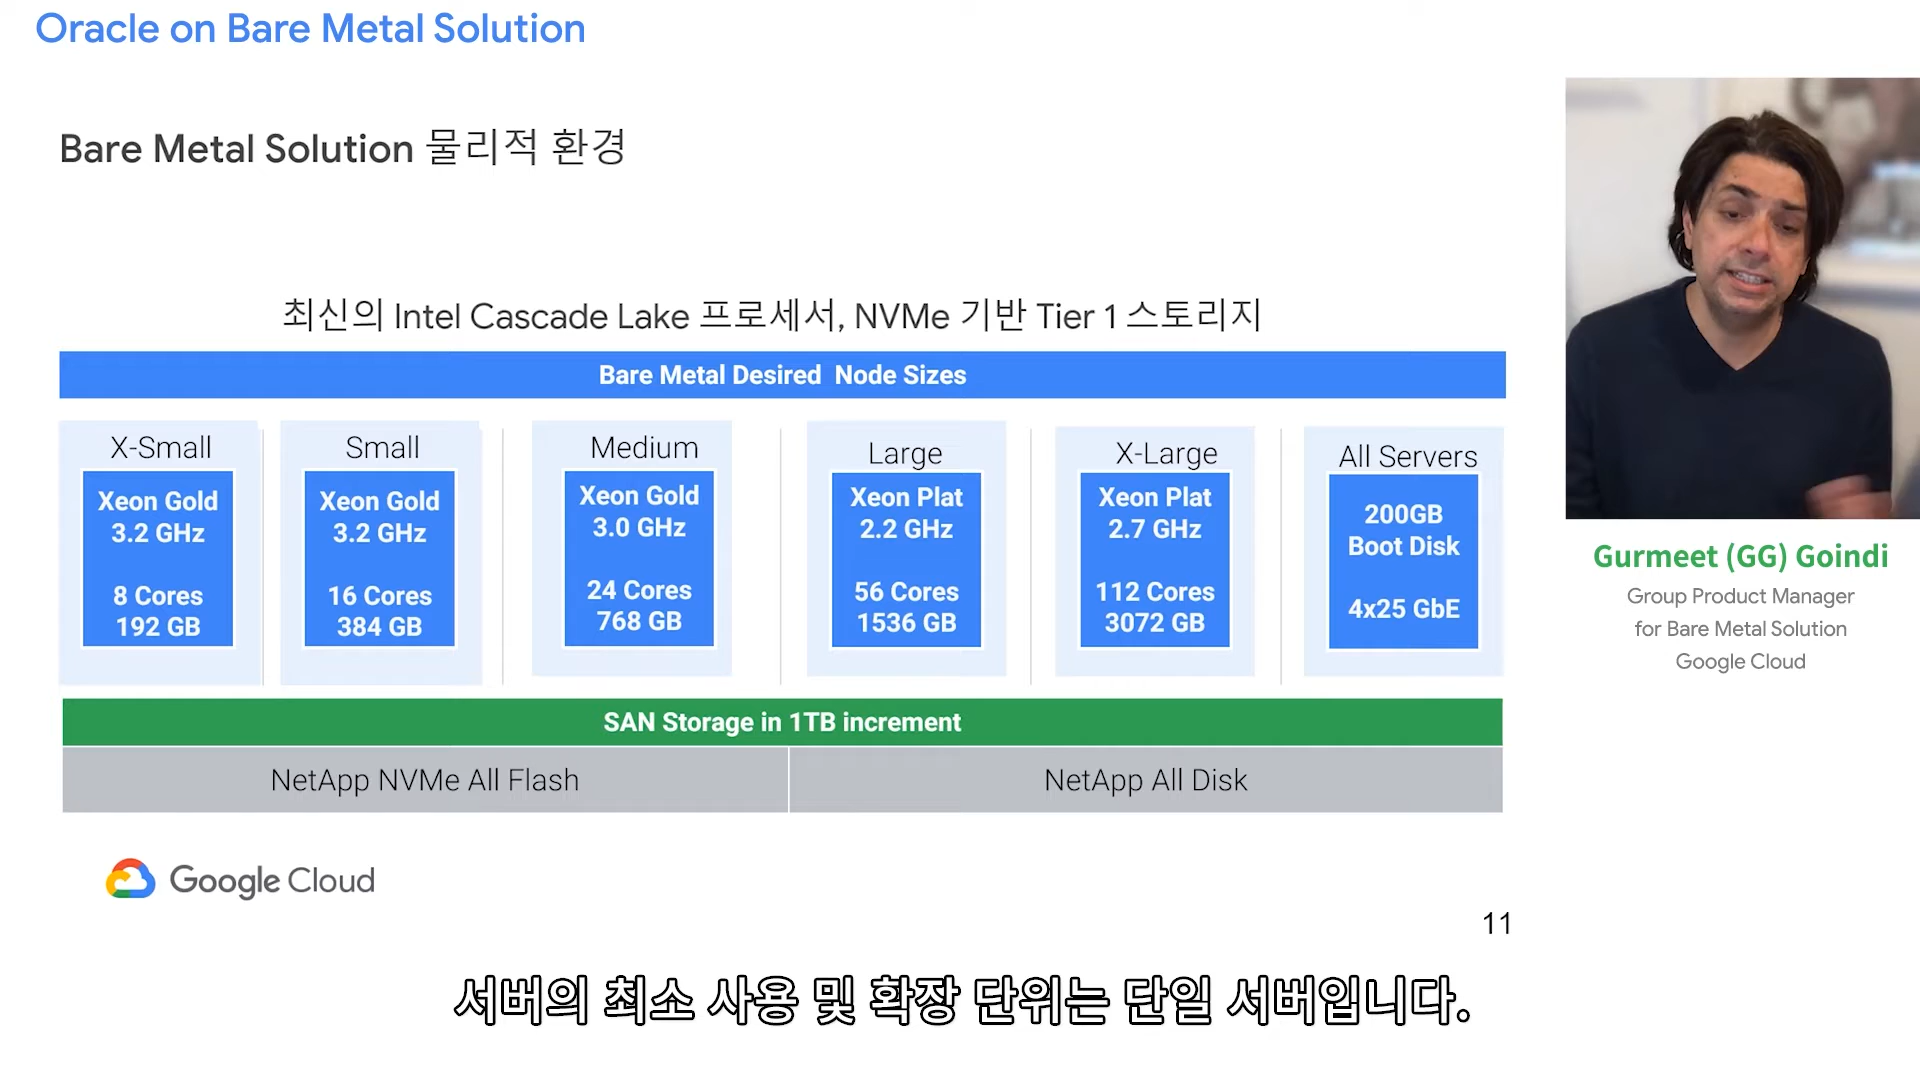 Oracle on Bare Metal Solution
Bare Metal Solution 물리적 환경
최신의 Intel Cascade Lake 프로세서, NVMe 기반 Tier 1 스토리지
Bare Metal Desired Node Sizes
X-Small
Xeon Gold
3.2 GHz
8 Cores
192 GB
Small
Xeon Gold
3.2 GHz
16 Cores
384 GB
Medium
Xeon Gold
3.0 GHz
24 Cores
768 GB
Large
Xeon Plat
2.2 GHz
56 Cores
1536 GB
X-Large
Xeon Plat
2.7 GHz
112 Cores
3072 GB
All Servers
200GB
Boot Disk
4x25 GbE
SAN Storage in 1TB increment
NetApp NVMe All Flash
NetApp All Disk
Gurmeet (GG) Goindi
Group Product Manager
for Bare Metal Solution
Google Cloud
Google Cloud
11
서버의 최소 사용 및 확장 단위는 단일 서버입니다.